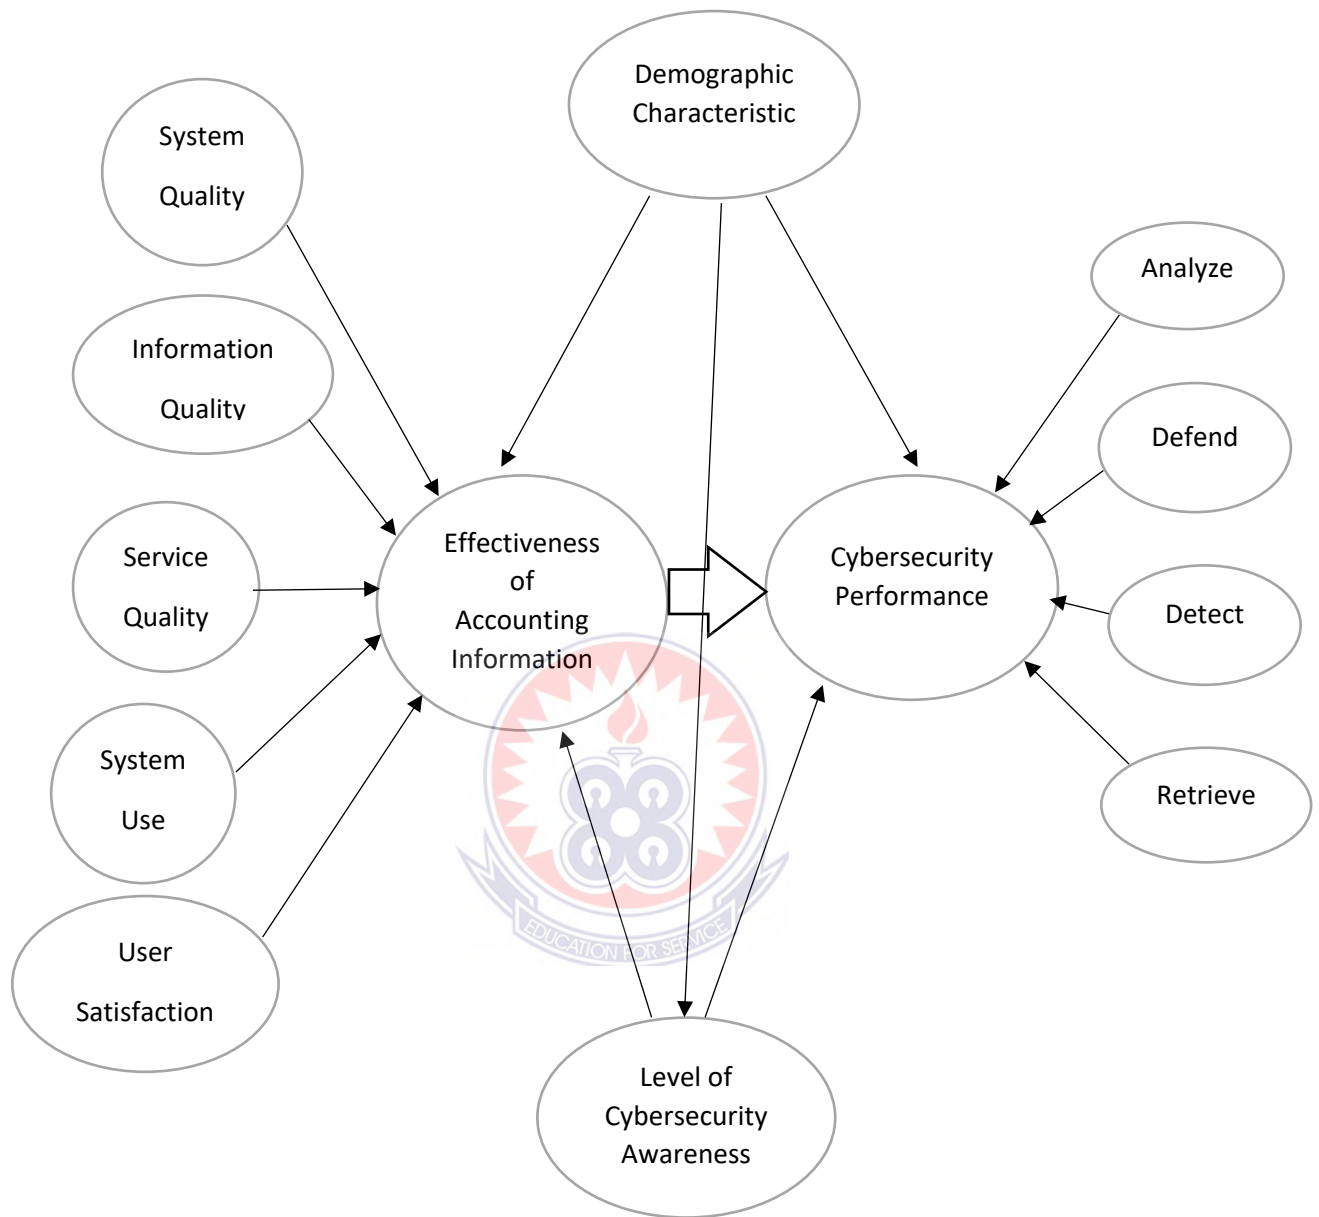 Demographic
Characteristic
System
Quality
Information
Quality
Service
Quality
System
Use
User
Satisfaction
Effectiveness
of
Accounting
Information
Cybersecurity
Performance
Analyze
Defend
Detect
Retrieve
EDUCATION FOR SERVICE
Level of
Cybersecurity
Awareness